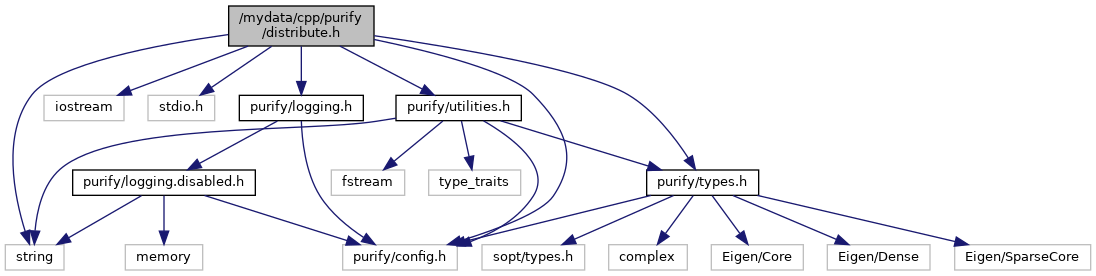 /mydata/cpp/purify
/distribute.h
iostream
stdio.h
purify/logging.h
purify/utilities.h
purify/logging.disabled.h
fstream
type_traits
purify/types.h
string
memory
purify/config.h
sopt/types.h
complex
Eigen/Core
Eigen/Dense
Eigen/SparseCore